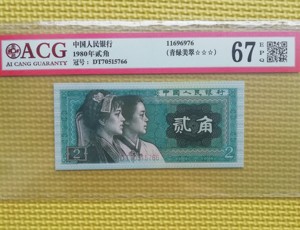 ACG
AI CANG GUARANTY
中国人民银行
1980年贰角
冠号：DT70515766
11696976
(青绿美翠☆☆☆)
67 EPQ
中国人民银行
贰角
2
2